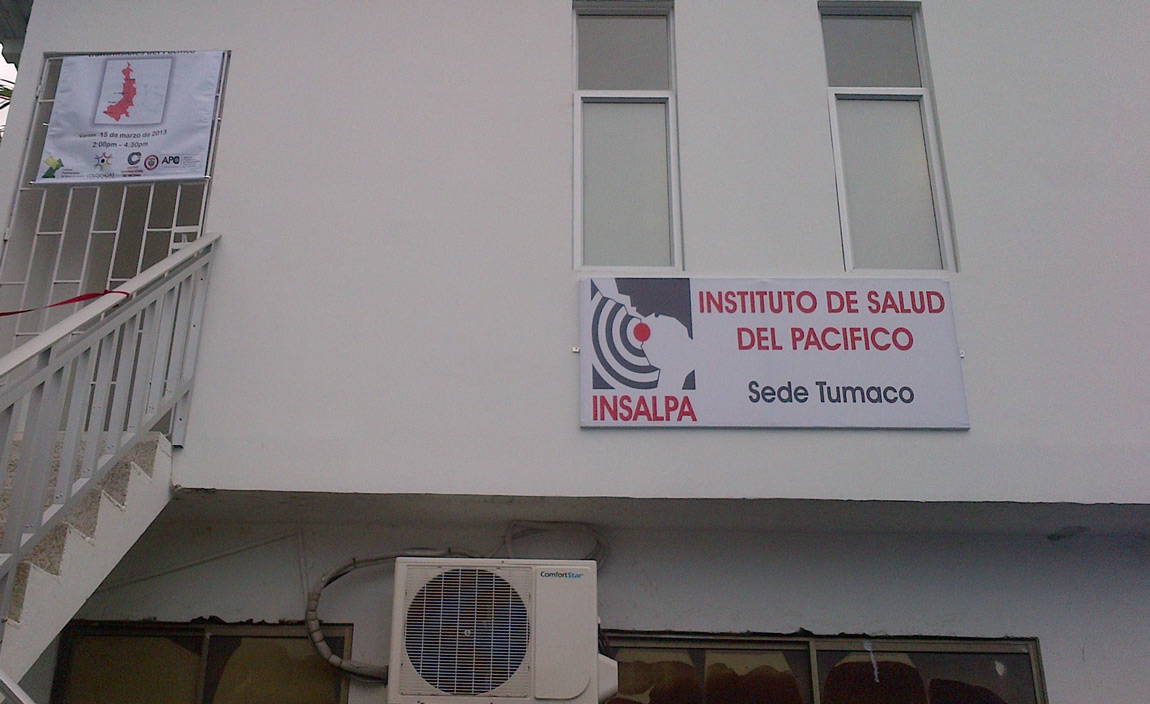 15 de marzo de 2013
2:00pm – 4:30pm
APC
INSTITUTO DE SALUD
DEL PACIFICO
Sede Tumaco
INSALPA
ComfortStar